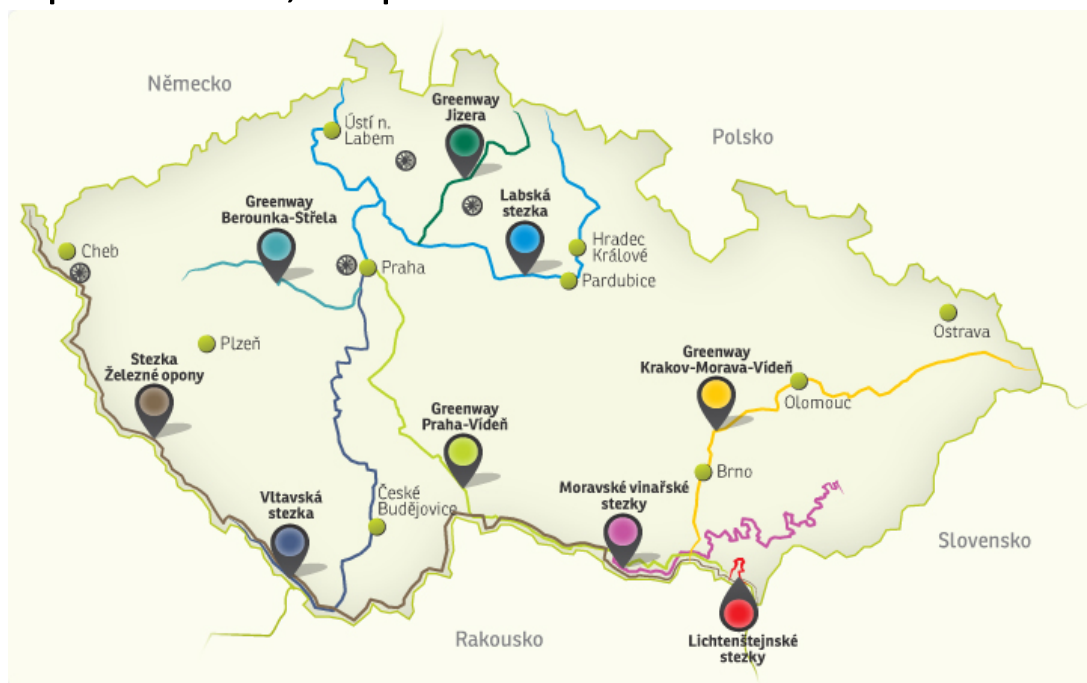 Německo
Greenway
Jizera
Ústí n.
Labem
Polsko
Greenway
Berounka-Střela
Labská
stezka
Cheb
Praha
Hradec
Králové
Pardubice
Ostrava
Plzeň
Stezka
Železné opony
Greenway
Krakov-Morava-Vídeň
Olomouc
Greenway
Praha-Vídeň
Brno
Vltavská
stezka
České
Budějovice
Moravské vinařské
stezky
Slovensko
Rakousko
Lichtenštejnské
stezky